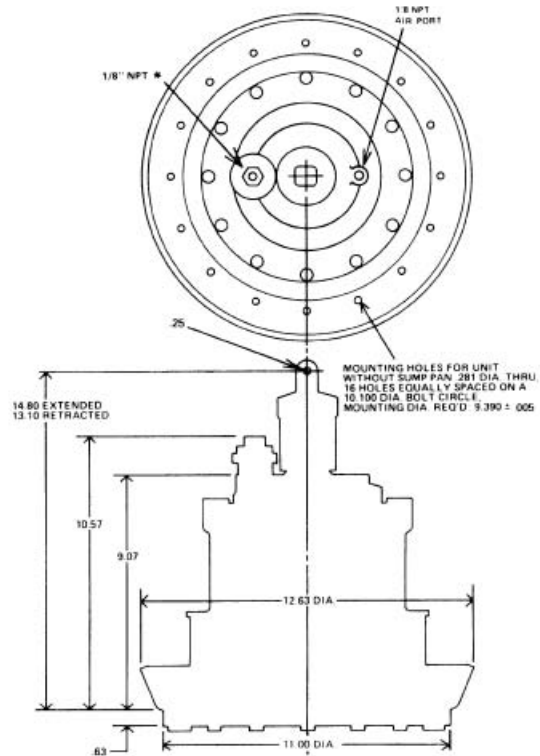 1'8 NPT
AIR PORT
1/8" NPT *
.25
MOUNTING HOLES FOR UNIT
WITHOUT SUMP PAN .281 DIA. THRU,
16 HOLES EQUALLY SPACED ON A
10.100 DIA. BOLT CIRCLE,
MOUNTING DIA. REQ'D. 9.390 ± .005
14.80 EXTENDED
13.10 RETRACTED
10.57
9.07
12.63 DIA.
.63
11.00 DIA.